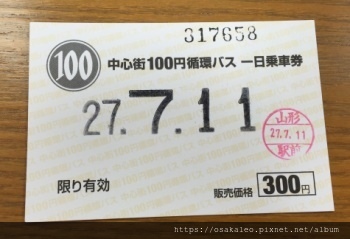 317658
100 中心街100円循環バス 一日乗車券
27.7.11
山形
27.7.11
駅前
限り有効
販売価格 300円
https://osakaleo.pixnet.net/album